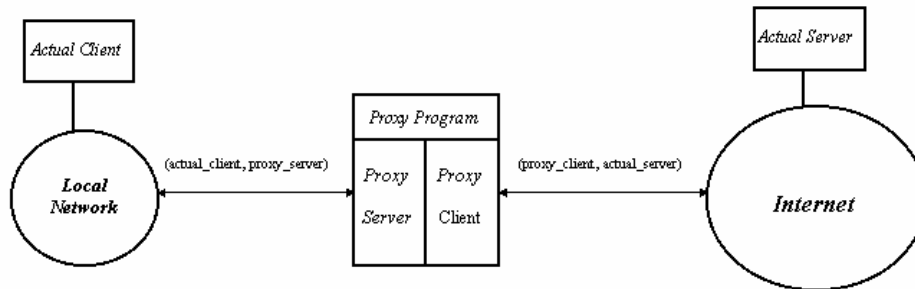 Actual Client
Actual Server
Proxy Program
(actual_client, proxy_server)
(proxy_client, actual_server)
Local
Network
Proxy
Server
Proxy
Client
Internet